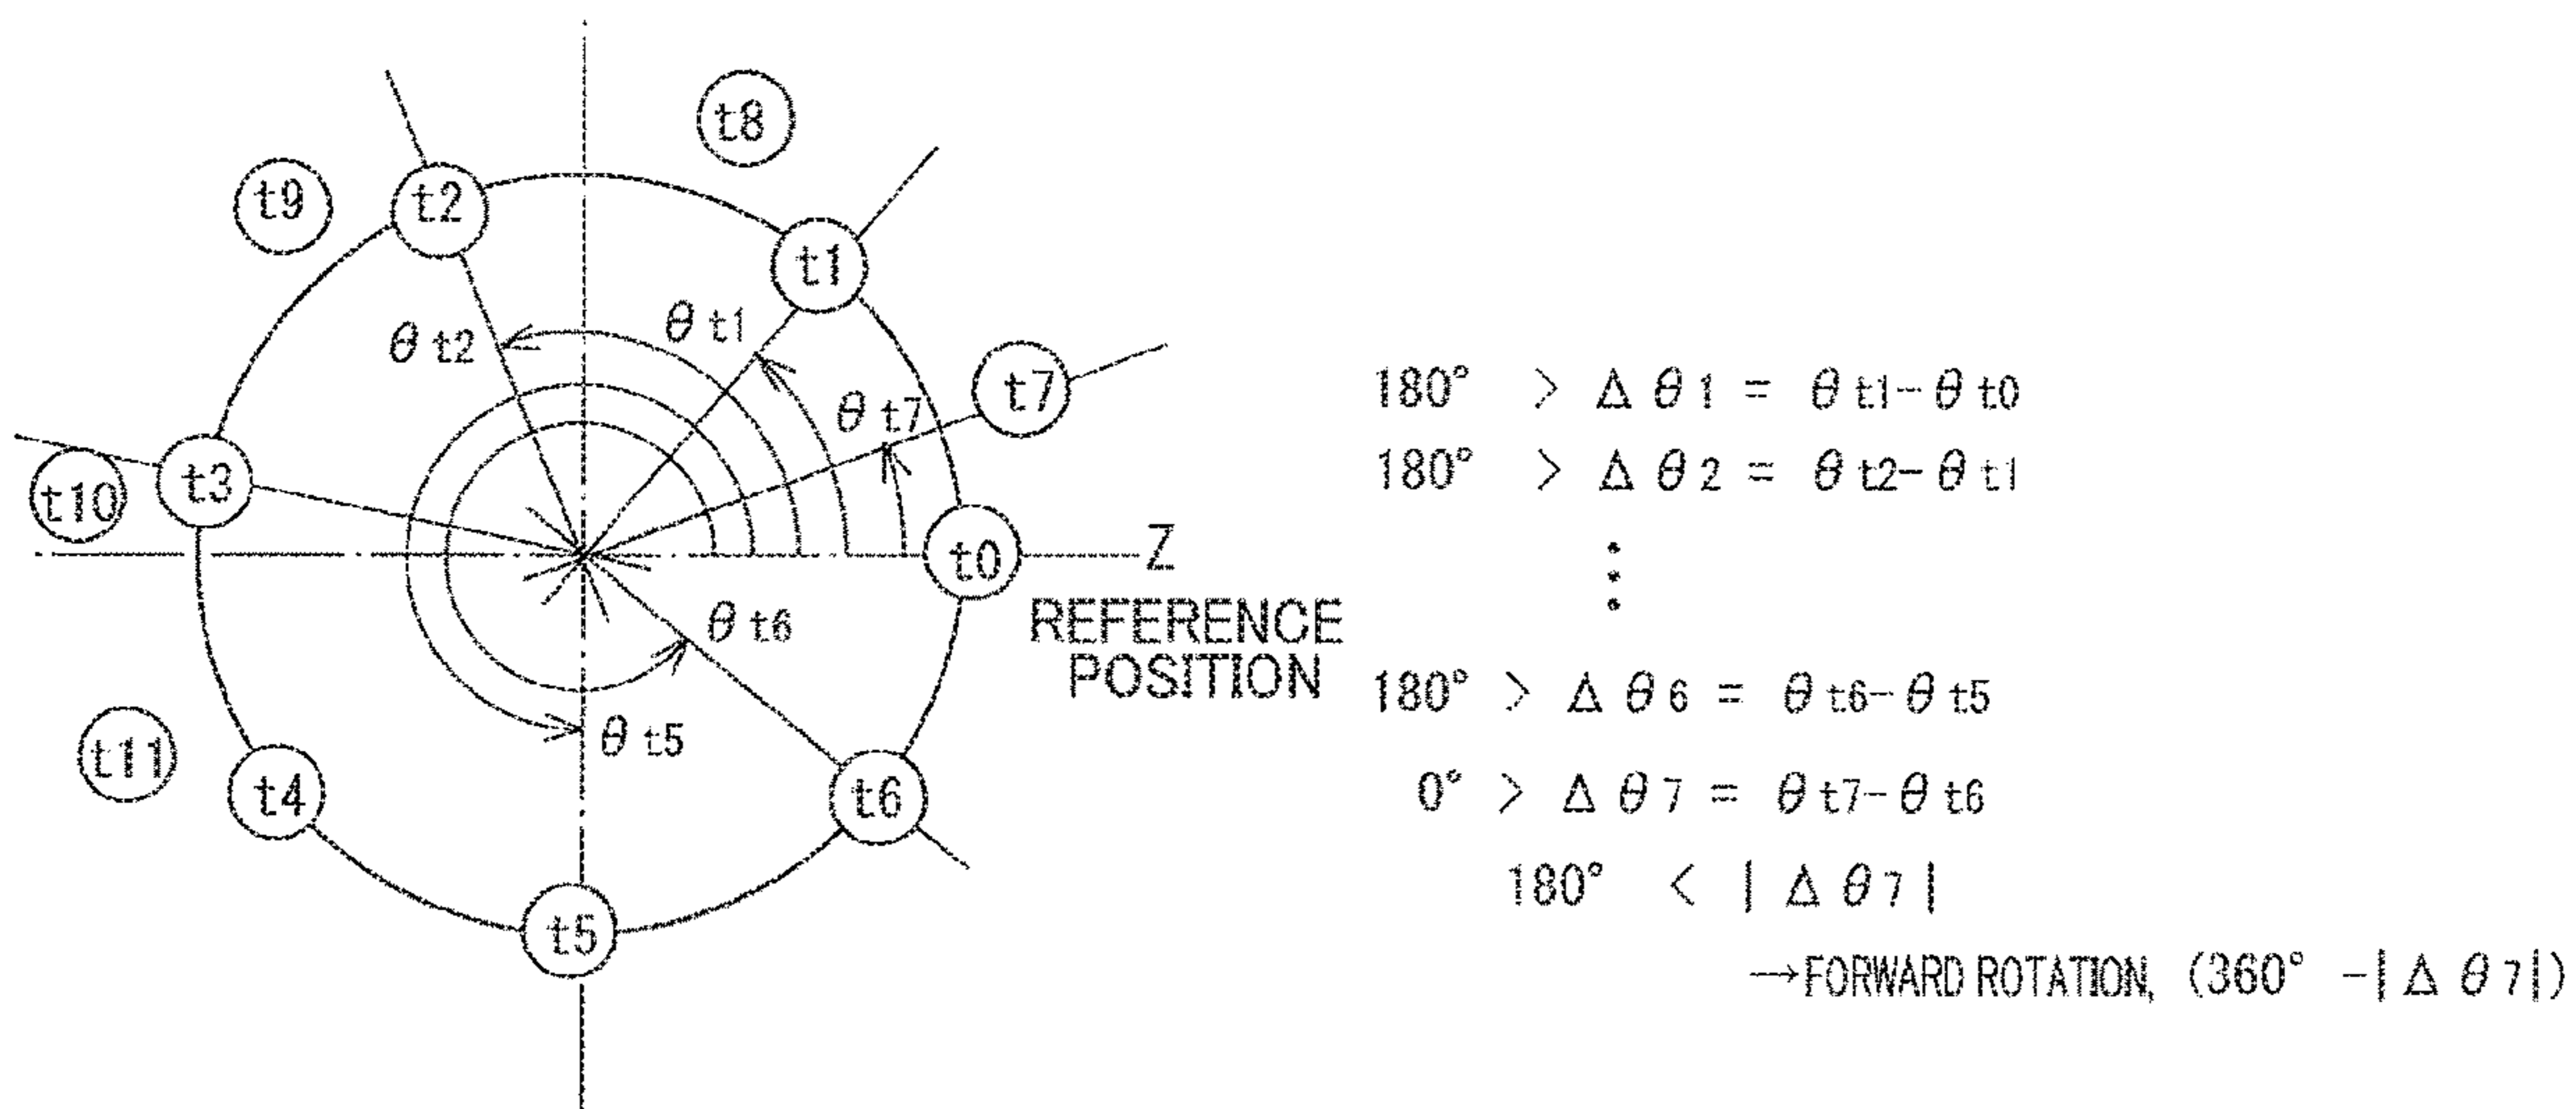 t8
t9
t2
t1
θ t1
θ t2
t7
θ t7
t3
t10
t0
Z
REFERENCE
POSITION
θ t6
θ t5
t11
t4
t6
t5
180° > Δ θ 1 = θ t1- θ t0
180° > Δ θ 2 = θ t2- θ t1
⋮
180° > Δ θ 6 = θ t6- θ t5
0° > Δ θ 7 = θ t7- θ t6
180° < | Δ θ 7 |
→FORWARD ROTATION, (360° -| Δ θ 7|)